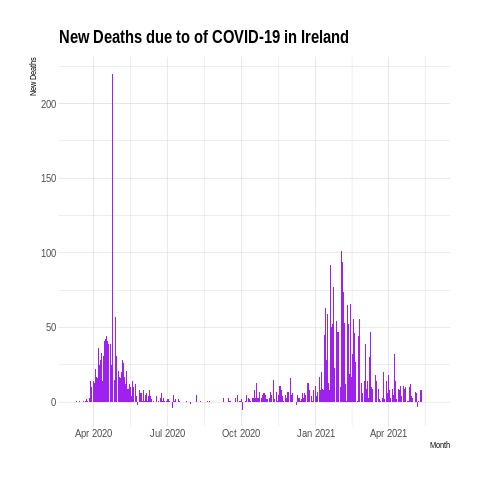 New Deaths due to of COVID-19 in Ireland
New Deaths
200
150
100
50
0
Apr 2020 Jul 2020 Oct 2020 Jan 2021 Apr 2021
Month